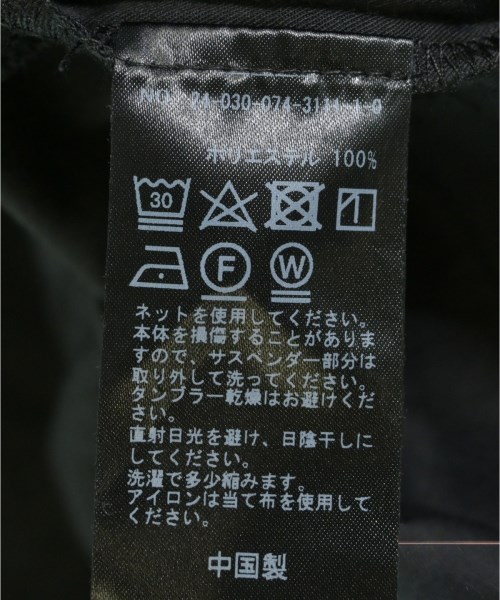 ポリエステル 100%
30
F
W
ネットを使用してください。
本体を損傷することがありま
すので、サスペンダー部分は
取り外して洗ってください。
タンブラー乾燥はお避けくだ
さい。
直射日光を避け、日陰干しに
してください。
洗濯で多少縮みます。
アイロンは当て布を使用して
ください。
中国製